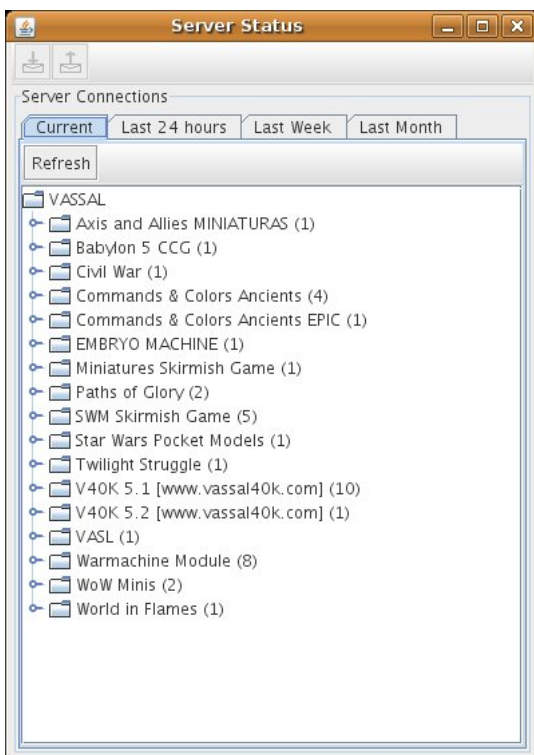 Server Status
Server Connections
Current Last 24 hours Last Week Last Month
Refresh
VASSAL
Axis and Allies MINIATURAS (1)
Babylon 5 CCG (1)
Civil War (1)
Commands & Colors Ancients (4)
Commands & Colors Ancients EPIC (1)
EMBRYO MACHINE (1)
Miniatures Skirmish Game (1)
Paths of Glory (2)
SWM Skirmish Game (5)
Star Wars Pocket Models (1)
Twilight Struggle (1)
V40K 5.1 [www.vassal40k.com] (10)
V40K 5.2 [www.vassal40k.com] (1)
VASL (1)
Warmachine Module (8)
WoW Minis (2)
World in Flames (1)